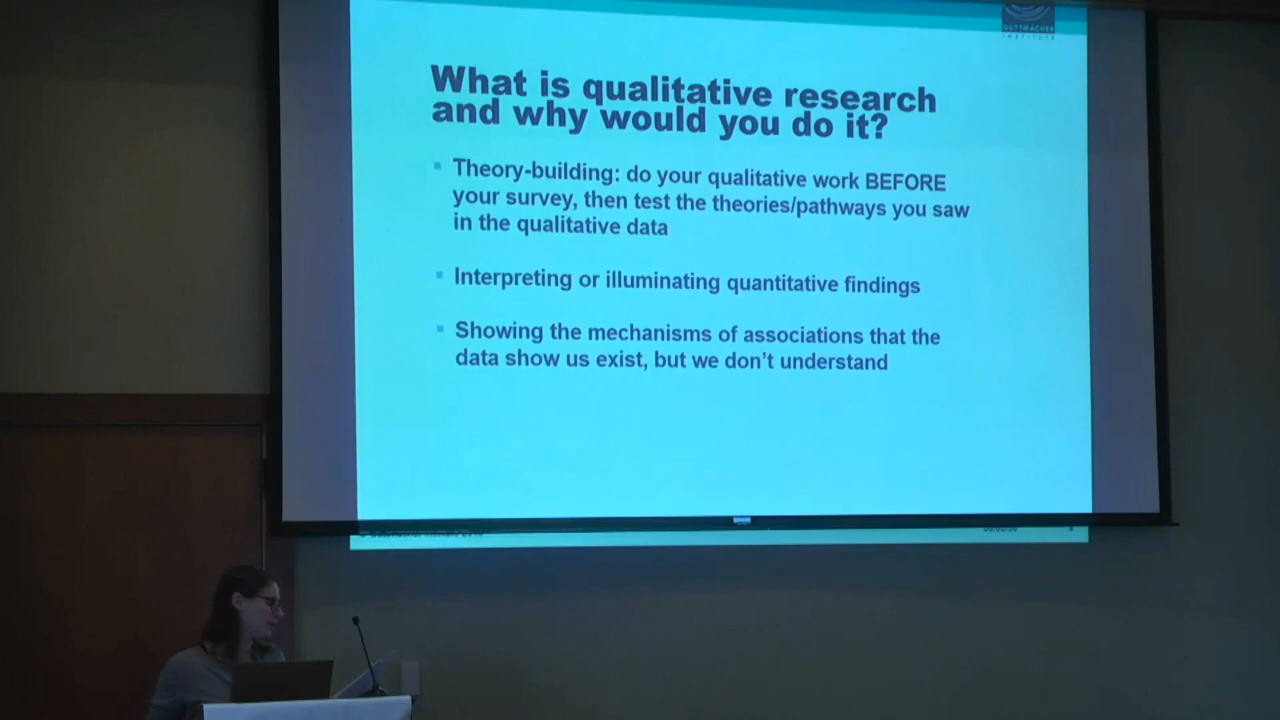 GUTTMACHER
INSTITUTE
What is qualitative research
and why would you do it?
Theory-building: do your qualitative work BEFORE
your survey, then test the theories/pathways you saw
in the qualitative data
Interpreting or illuminating quantitative findings
Showing the mechanisms of associations that the
data show us exist, but we don't understand